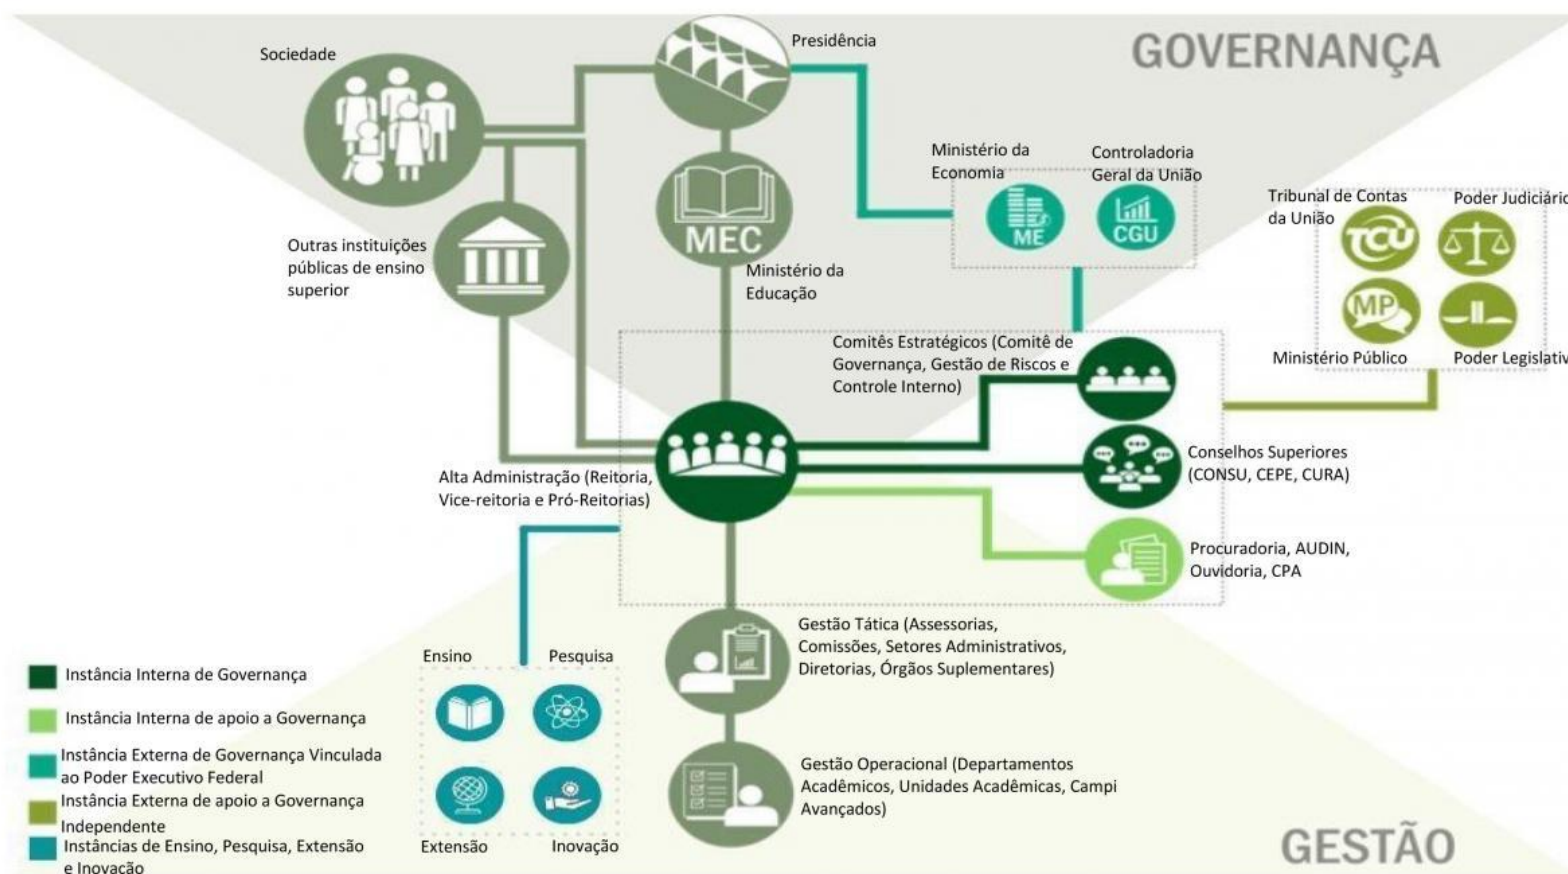 GOVERNANÇA
Sociedade
Presidência
Ministério da
Economia
Controladoria
Geral da União
ME
CGU
Tribunal de Contas
da União
Poder Judiciário
TCU
MP
Ministério Público
Poder Legislativ
MEC
Ministério da
Educação
Outras instituições
públicas de ensino
superior
Comitês Estratégicos (Comitê de
Governança, Gestão de Riscos e
Controle Interno)
Conselhos Superiores
(CONSU, CEPE, CURA)
Alta Administração (Reitoria,
Vice-reitoria e Pró-Reitorias)
Procuradoria, AUDIN,
Ouvidoria, CPA
Gestão Tática (Assessorias,
Comissões, Setores Administrativos,
Diretorias, Órgãos Suplementares)
Ensino
Pesquisa
Extensão
Inovação
Gestão Operacional (Departamentos
Acadêmicos, Unidades Acadêmicas, Campi
Avançados)
Instância Interna de Governança
Instância Interna de apoio a Governança
Instância Externa de Governança Vinculada
ao Poder Executivo Federal
Instância Externa de apoio a Governança
Independente
Instâncias de Ensino, Pesquisa, Extensão
e Inovação
GESTÃO